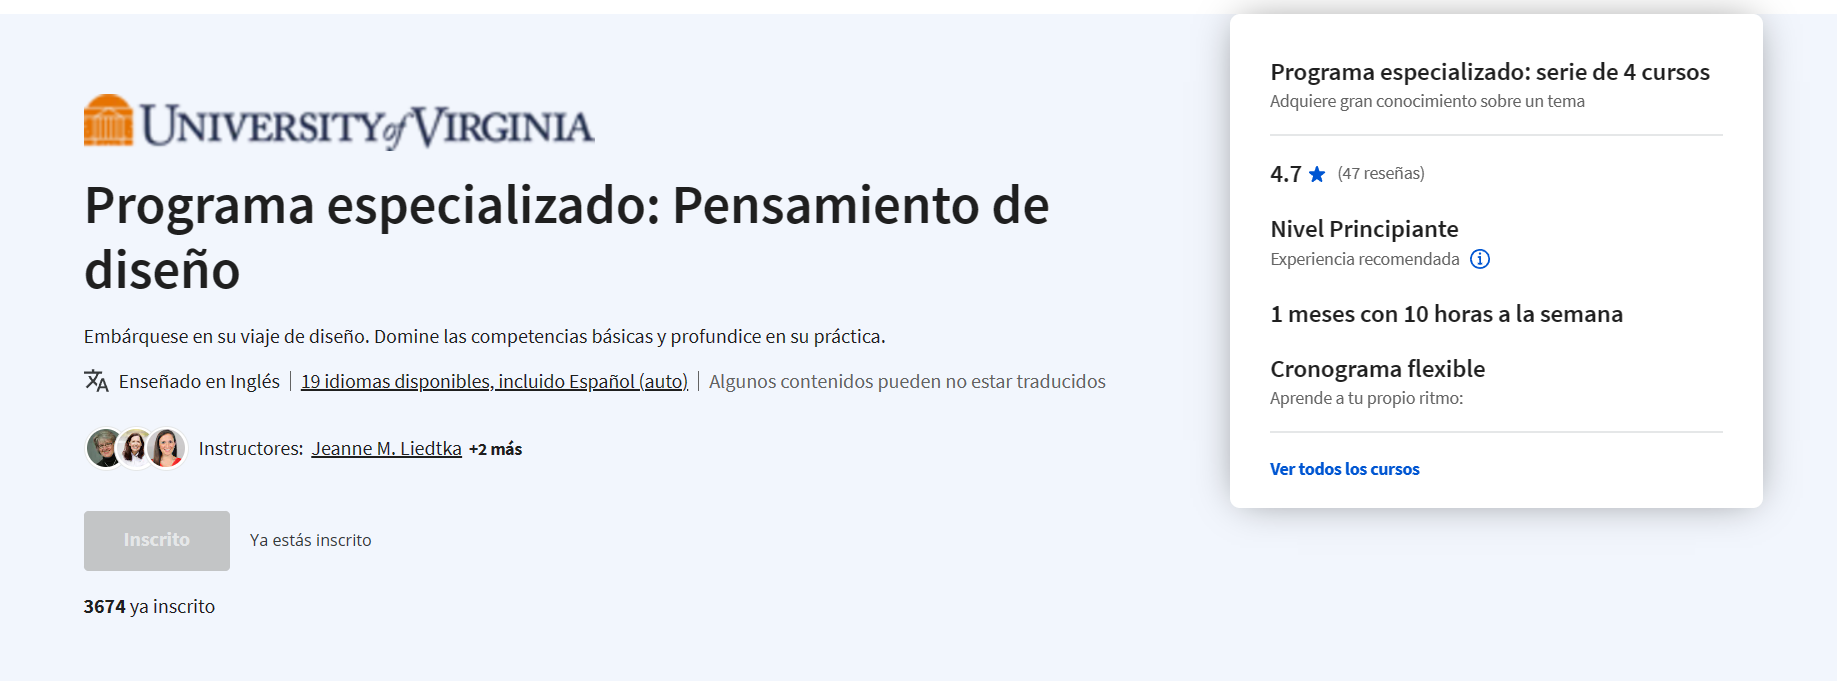 UNIVERSITY of VIRGINIA
Programa especializado: Pensamiento de
diseño
Embárquese en su viaje de diseño. Domine las competencias básicas y profundice en su práctica.
Enseñado en Inglés | 19 idiomas disponibles, incluido Español (auto) | Algunos contenidos pueden no estar traducidos
Instructores: Jeanne M. Liedtka +2 más
Inscrito Ya estás inscrito
3674 ya inscrito
Programa especializado: serie de 4 cursos
Adquiere gran conocimiento sobre un tema
4.7 ★ (47 reseñas)
Nivel Principiante
Experiencia recomendada
1 meses con 10 horas a la semana
Cronograma flexible
Aprende a tu propio ritmo:
Ver todos los cursos